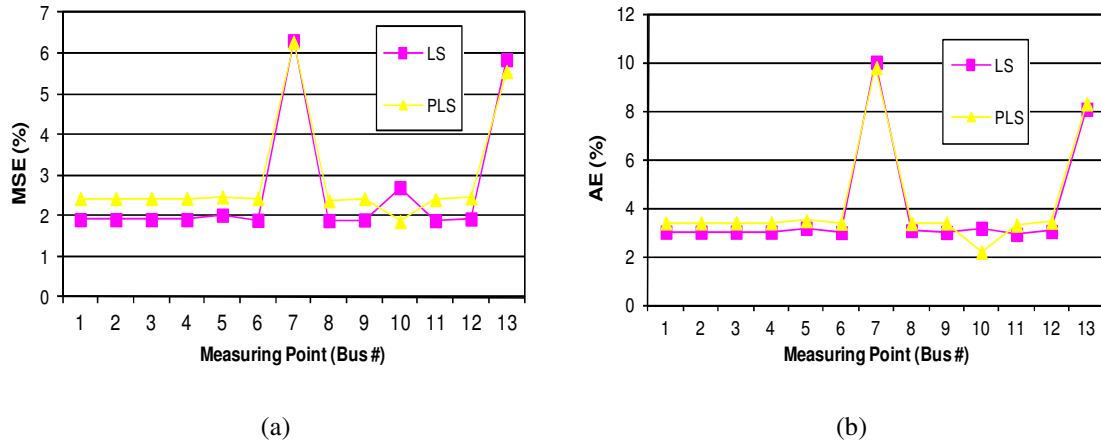 7
6
5
4
3
2
1
0
MSE (%)
LS
PLS
1 2 3 4 5 6 7 8 9 10 11 12 13
Measuring Point (Bus #)
(a)
12
10
8
6
4
2
0
AE (%)
LS
PLS
1 2 3 4 5 6 7 8 9 10 11 12 13
Measuring Point (Bus #)
(b)